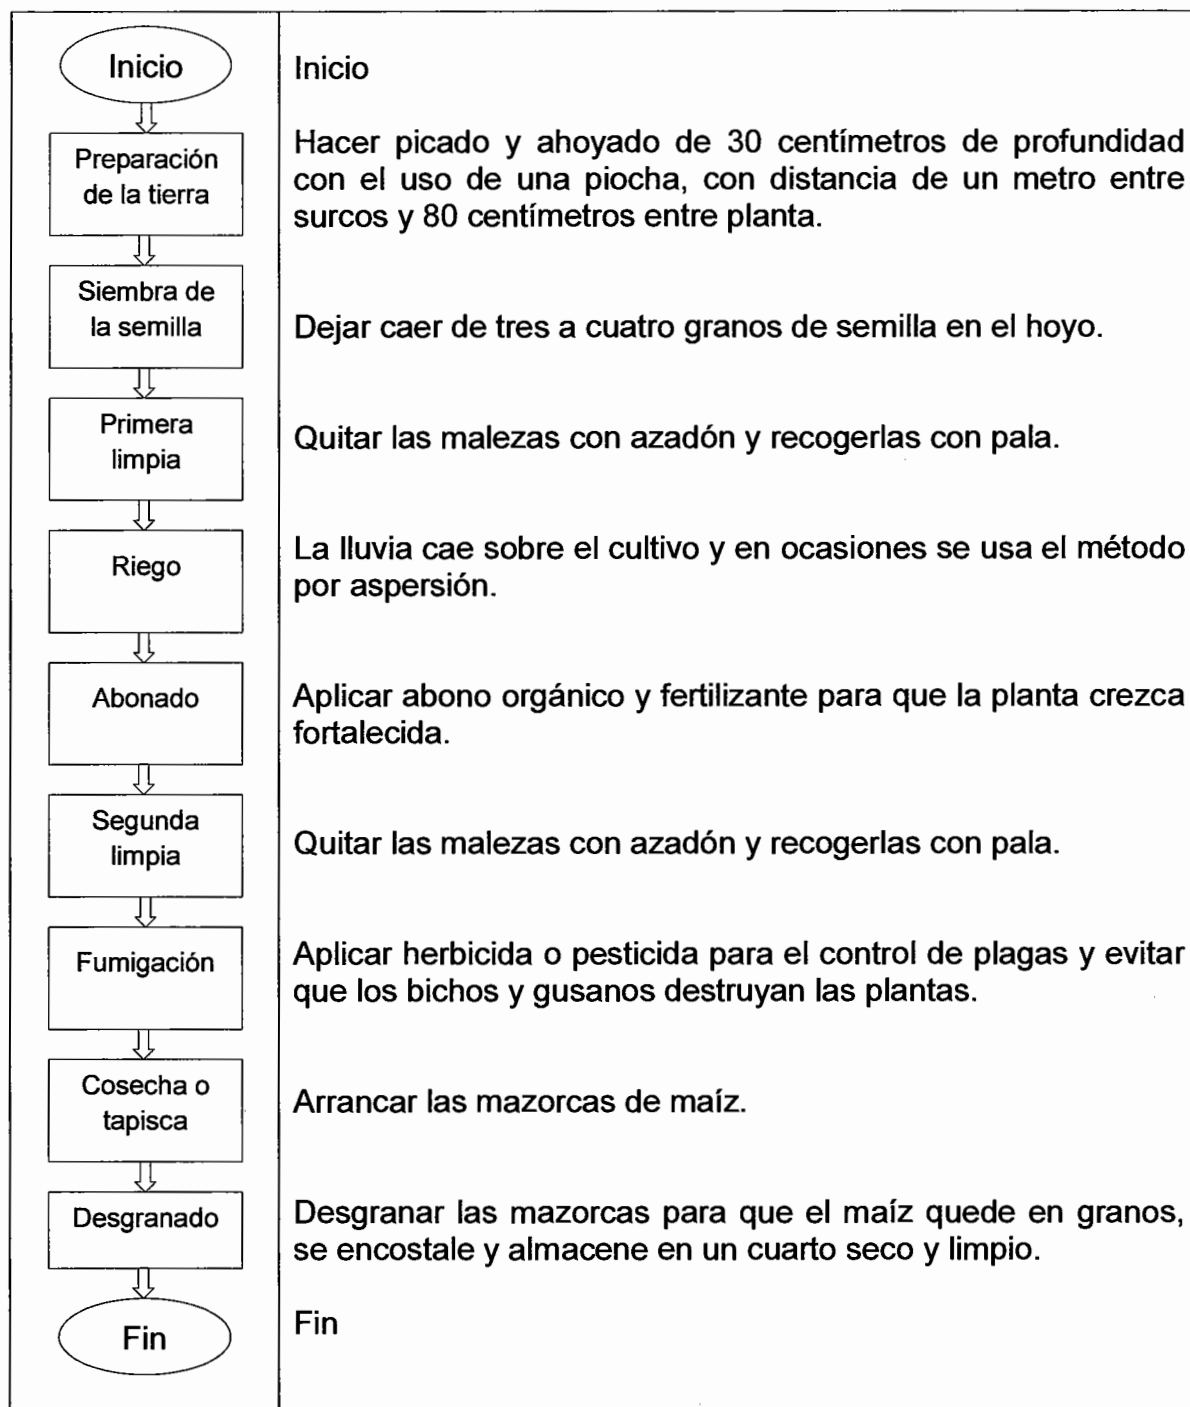 Inicio
Inicio
Preparación
de la tierra
Hacer picado y ahoyado de 30 centímetros de profundidad
con el uso de una piocha, con distancia de un metro entre
surcos y 80 centímetros entre planta.
Siembra de
la semilla
Dejar caer de tres a cuatro granos de semilla en el hoyo.
Primera
limpia
Quitar las malezas con azadón y recogerlas con pala.
Riego
La lluvia cae sobre el cultivo y en ocasiones se usa el método
por aspersión.
Abonado
Aplicar abono orgánico y fertilizante para que la planta crezca
fortalecida.
Segunda
limpia
Quitar las malezas con azadón y recogerlas con pala.
Fumigación
Aplicar herbicida o pesticida para el control de plagas y evitar
que los bichos y gusanos destruyan las plantas.
Cosecha o
tapisca
Arrancar las mazorcas de maíz.
Desgranado
Desgranar las mazorcas para que el maíz quede en granos,
se encostale y almacene en un cuarto seco y limpio.
Fin
Fin